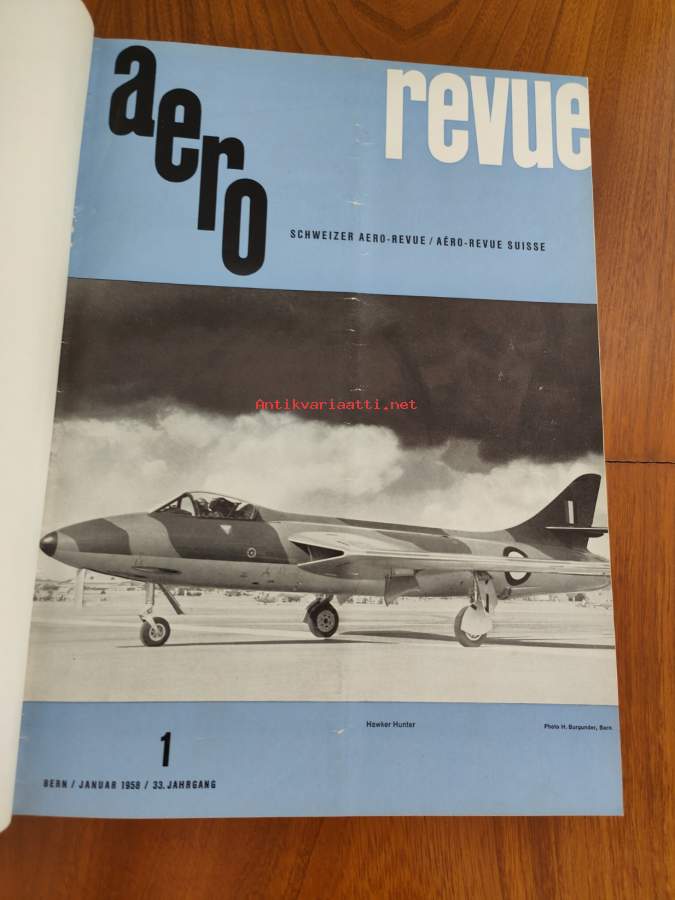 aero
revue
SCHWEIZER AERO-REVUE / AÉRO-REVUE SUISSE
Antikvariaatti.net
Hawker Hunter
Photo H. Burgunder, Bern
1
BERN / JANUAR 1958 / 33. JAHRGANG